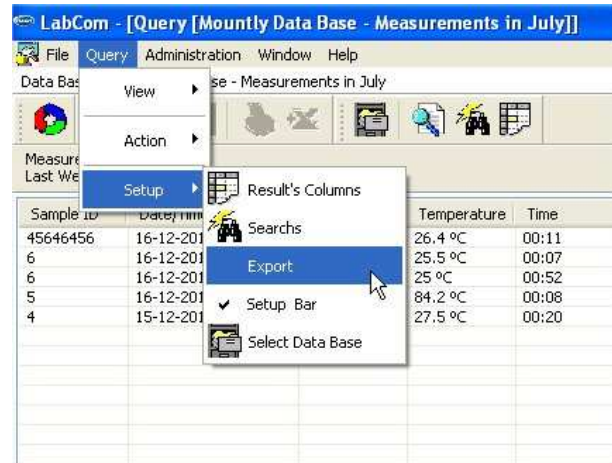 LabCom - [Query [Mountly Data Base - Measurements in July]]
File Query Administration Window Help
Data Bas se - Measurements in July
View
Action
Measure
Last We
Setup
Result's Columns
Searchs
Export
Setup Bar
Select Data Base
Sample ID Date/Time Temperature Time
45646456 16-12-201 26.4 ºC 00:11
6 16-12-201 25.5 ºC 00:07
6 16-12-201 25 ºC 00:52
5 16-12-201 84.2 ºC 00:08
4 15-12-201 27.5 ºC 00:20